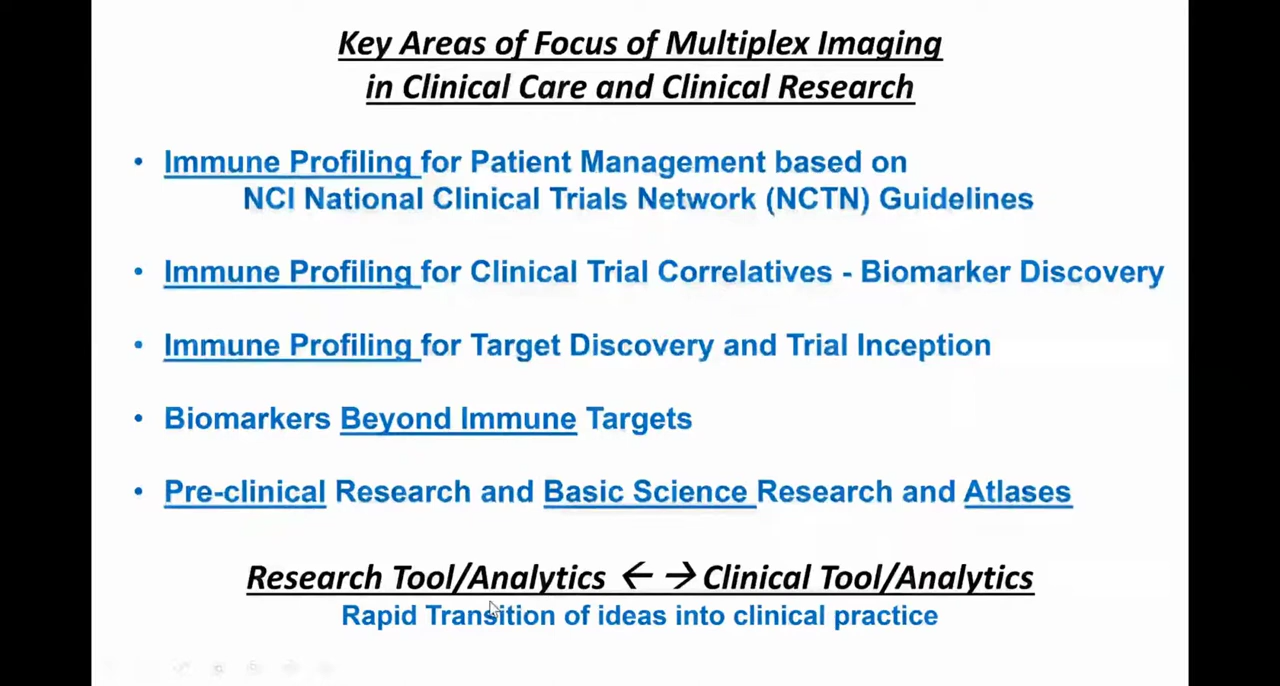 Key Areas of Focus of Multiplex Imaging
in Clinical Care and Clinical Research
• Immune Profiling for Patient Management based on
NCI National Clinical Trials Network (NCTN) Guidelines
• Immune Profiling for Clinical Trial Correlatives - Biomarker Discovery
• Immune Profiling for Target Discovery and Trial Inception
• Biomarkers Beyond Immune Targets
• Pre-clinical Research and Basic Science Research and Atlases
Research Tool/Analytics ← → Clinical Tool/Analytics
Rapid Transition of ideas into clinical practice